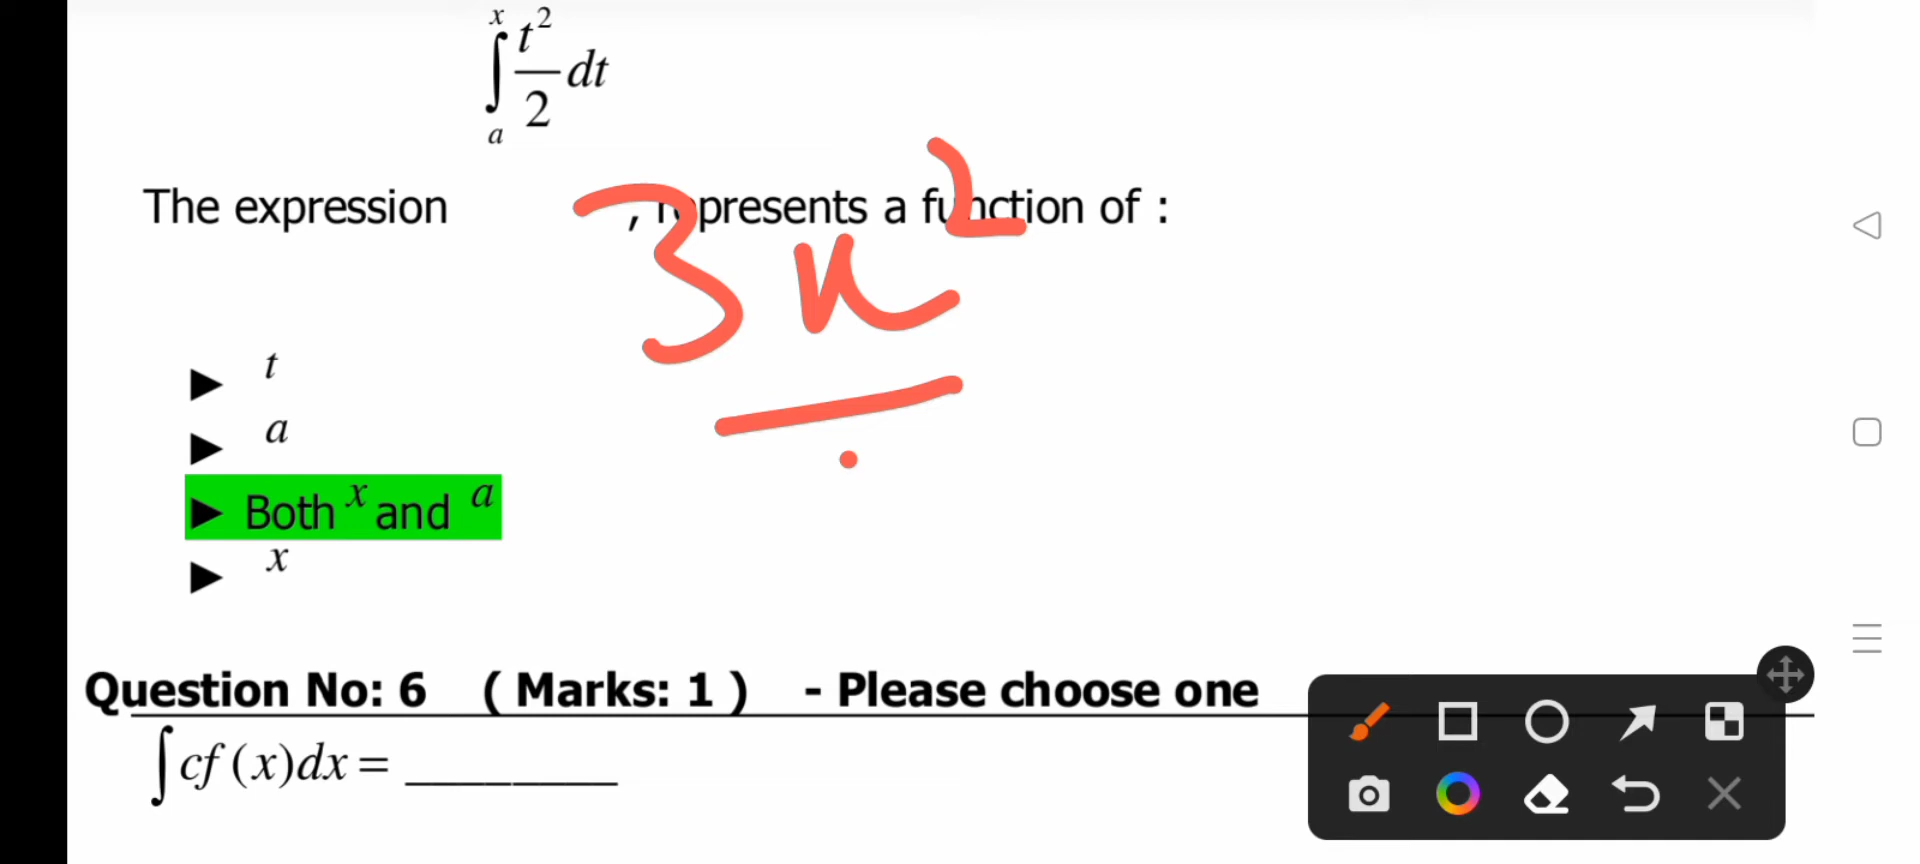 ∫ₐˣ t²/2 dt
The expression , represents a function of :
3x²
► t
► a
► Both x and a
► x
Question No: 6 ( Marks: 1 ) - Please choose one
∫cf(x)dx = ________